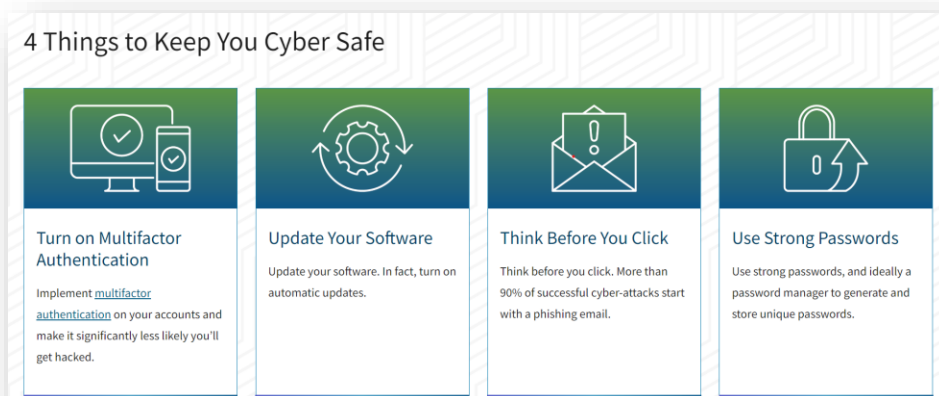 4 Things to Keep You Cyber Safe
Turn on Multifactor
Authentication
Implement multifactor
authentication on your accounts and
make it significantly less likely you'll
get hacked.
Update Your Software
Update your software. In fact, turn on
automatic updates.
Think Before You Click
Think before you click. More than
90% of successful cyber-attacks start
with a phishing email.
Use Strong Passwords
Use strong passwords, and ideally a
password manager to generate and
store unique passwords.